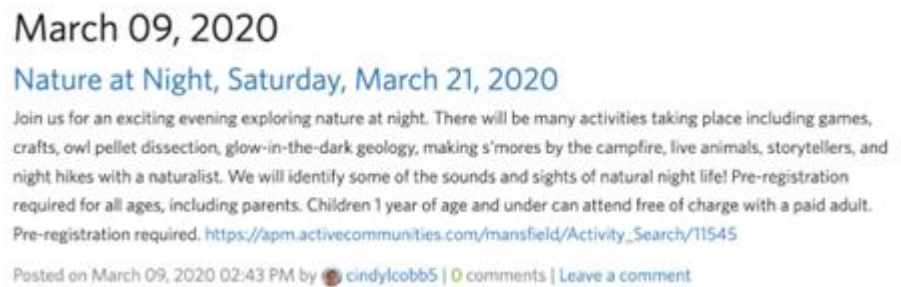 March 09, 2020
Nature at Night, Saturday, March 21, 2020
Join us for an exciting evening exploring nature at night. There will be many activities taking place including games,
crafts, owl pellet dissection, glow-in-the-dark geology, making s'mores by the campfire, live animals, storytellers, and
night hikes with a naturalist. We will identify some of the sounds and sights of natural night life! Pre-registration
required for all ages, including parents. Children 1 year of age and under can attend free of charge with a paid adult.
Pre-registration required. https://apm.activecommunities.com/mansfield/Activity_Search/11545
Posted on March 09, 2020 02:43 PM by cindylcobb5 | 0 comments | Leave a comment